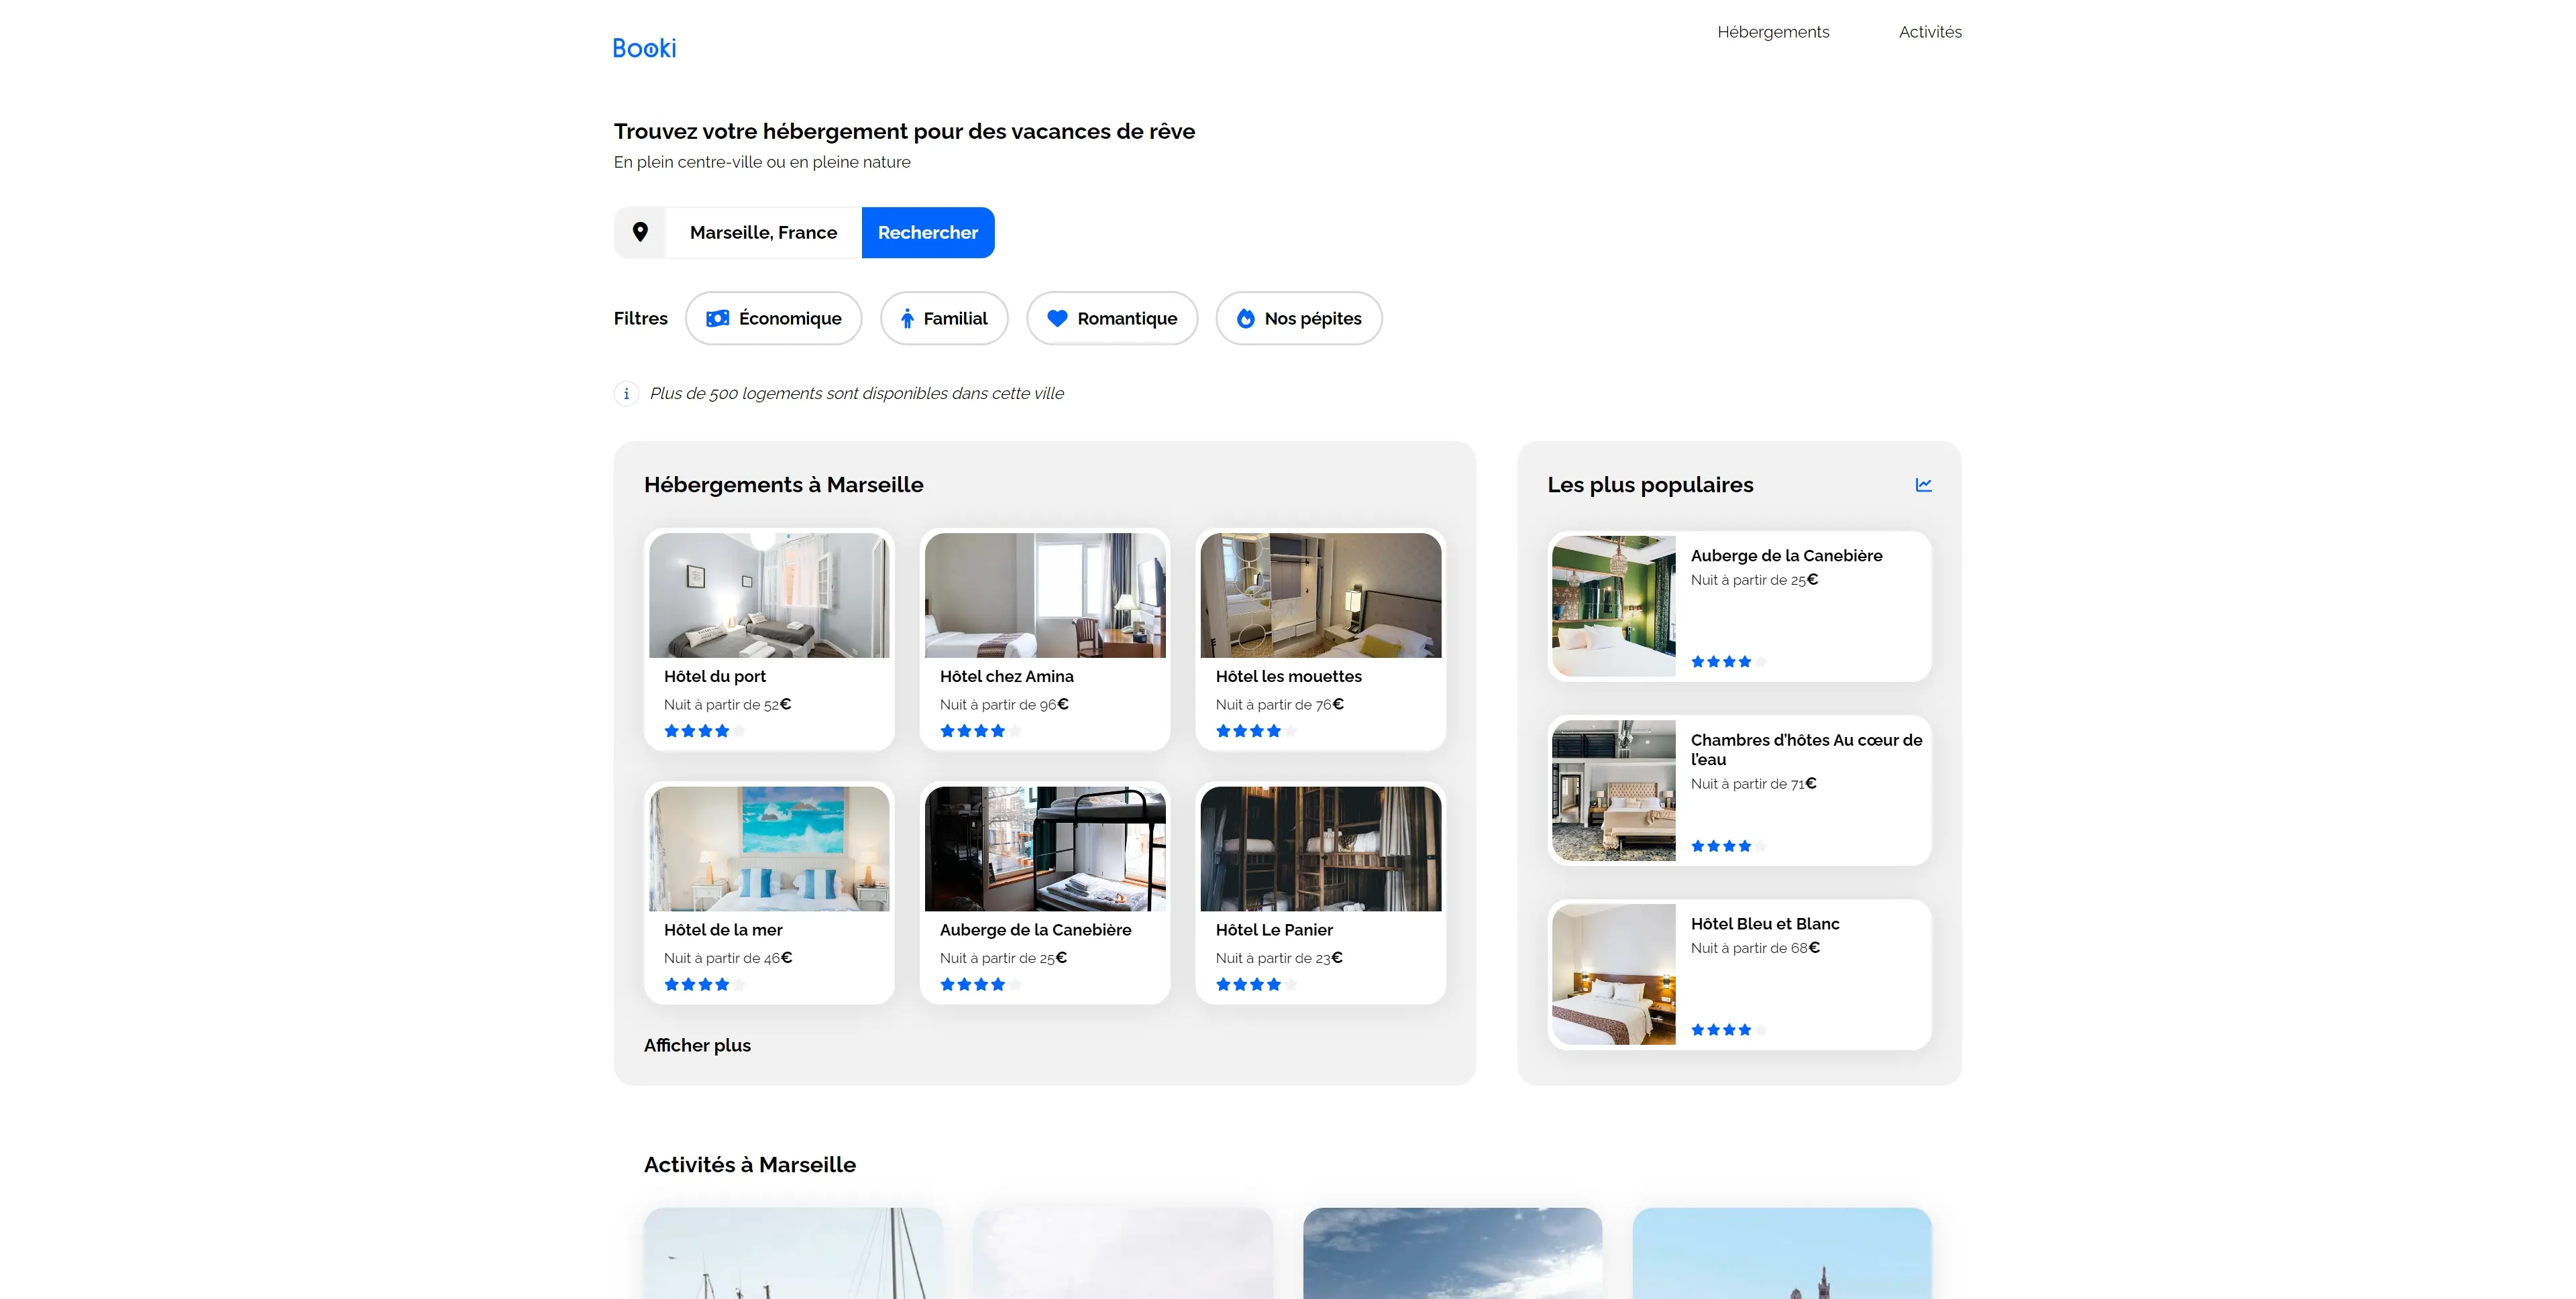 Booki
Hébergements
Activités
Trouvez votre hébergement pour des vacances de rêve
En plein centre-ville ou en pleine nature
Marseille, France
Rechercher
Filtres
Économique
Familial
Romantique
Nos pépites
Plus de 500 logements sont disponibles dans cette ville
Hébergements à Marseille
Hôtel du port
Nuit à partir de 52€
Hôtel chez Amina
Nuit à partir de 96€
Hôtel les mouettes
Nuit à partir de 76€
Hôtel de la mer
Nuit à partir de 46€
Auberge de la Canebière
Nuit à partir de 25€
Hôtel Le Panier
Nuit à partir de 23€
Afficher plus
Les plus populaires
Auberge de la Canebière
Nuit à partir de 25€
Chambres d’hôtes Au cœur de
l’eau
Nuit à partir de 71€
Hôtel Bleu et Blanc
Nuit à partir de 68€
Activités à Marseille